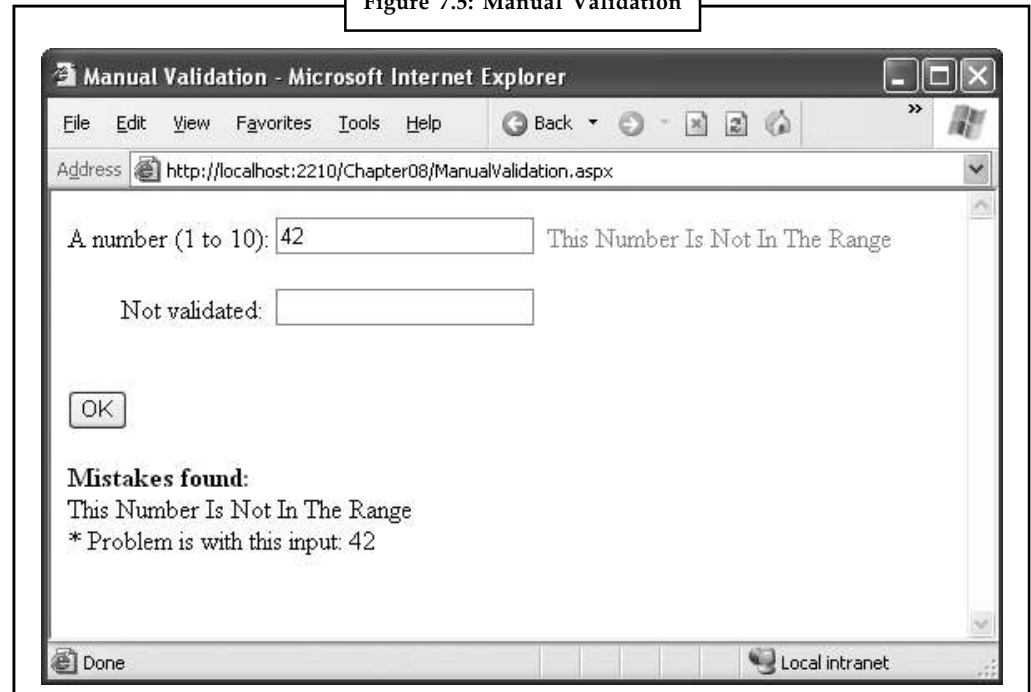 Figure 7.5: Manual Validation
Manual Validation - Microsoft Internet Explorer
File Edit View Favorites Tools Help Back »
Address http://localhost:2210/Chapter08/ManualValidation.aspx
A number (1 to 10): 42 This Number Is Not In The Range
Not validated:
OK
Mistakes found:
This Number Is Not In The Range
* Problem is with this input: 42
Done Local intranet